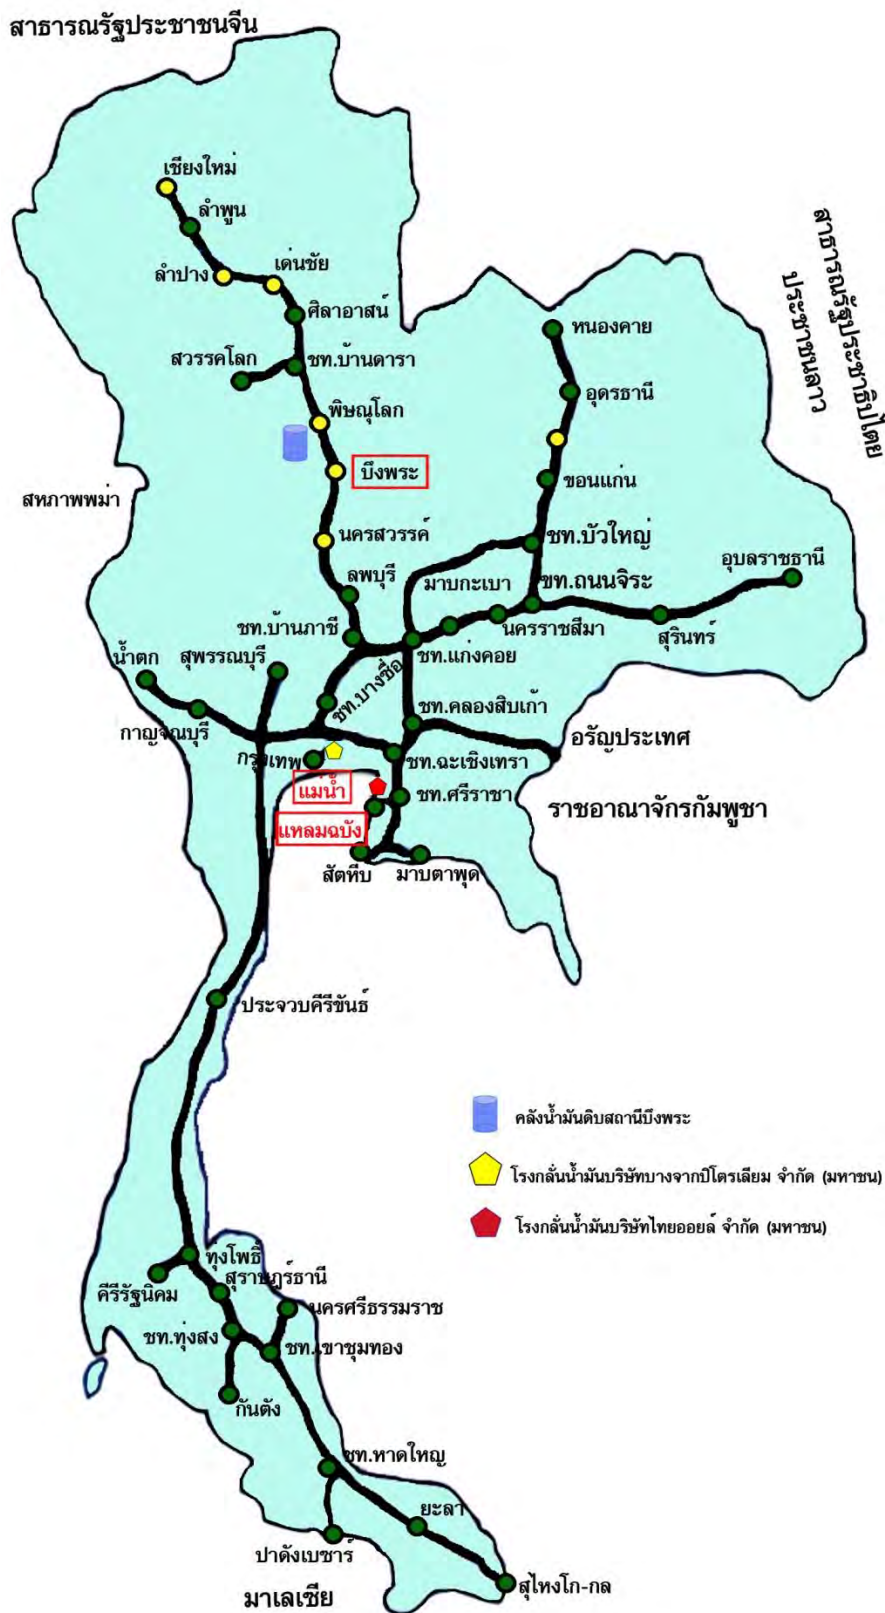 สาธารณรัฐประชาชนจีน
เชียงใหม่
ลำพูน
ลำปาง
เด่นชัย
ศิลาอาสน์
สวรรคโลก
ชท.บ้านดารา
พิษณุโลก
บึงพระ
สหภาพพม่า
นครสวรรค์
ลพบุรี
ชท.บ้านภาชี
สาธารณรัฐประชาธิปไตย
ประชาชนลาว
หนองคาย
อุดรธานี
ขอนแก่น
ชท.บัวใหญ่
มาบกะเบา
ชท.ถนนจิระ
อุบลราชธานี
นครราชสีมา
สุรินทร์
ชท.แก่งคอย
น้ำตก
สุพรรณบุรี
ชท.บางซื่อ
ชท.คลองสิบเก้า
กาญจนบุรี
อรัญประเทศ
กรุงเทพ
ชท.ฉะเชิงเทรา
แม่น้ำ
ชท.ศรีราชา
ราชอาณาจักรกัมพูชา
แหลมฉบัง
สัตหีบ
มาบตาพุด
ประจวบคีรีขันธ์
คลังน้ำมันดิบสถานีบึงพระ
โรงกลั่นน้ำมันบริษัทบางจากปิโตรเลียม จำกัด (มหาชน)
โรงกลั่นน้ำมันบริษัทไทยออยล์ จำกัด (มหาชน)
ทุ่งโพธิ์
คีรีรัฐนิคม
สุราษฎร์ธานี
นครศรีธรรมราช
ชท.ทุ่งสง
ชท.เขาชุมทอง
กันตัง
ชท.หาดใหญ่
ยะลา
ปาดังเบซาร์
สุไหงโก-กล
มาเลเซีย